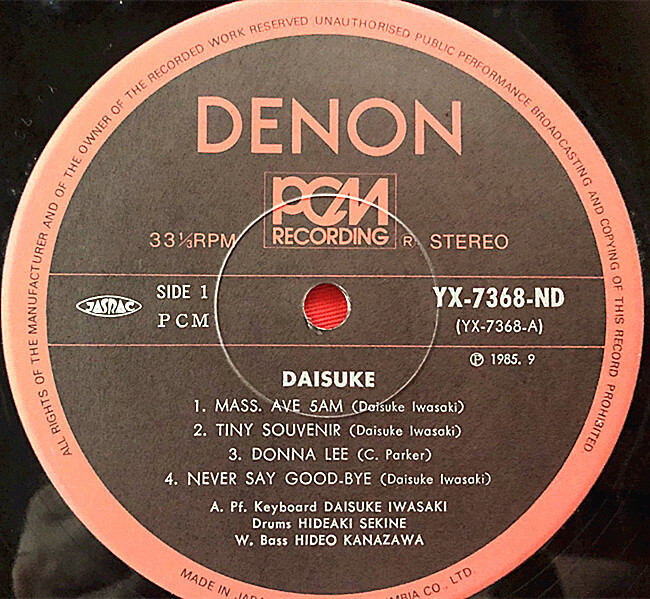 ALL RIGHTS OF THE MANUFACTURER AND OF THE OWNER OF THE RECORDED WORK RESERVED UNAUTHORISED PUBLIC PERFORMANCE BROADCASTING AND COPYING OF THIS RECORD PROHIBITED
DENON
PCM
RECORDING
33⅓RPM
R
STEREO
JASRAC
SIDE 1
PCM
YX-7368-ND
(YX-7368-A)
Ⓟ 1985. 9
DAISUKE
1. MASS. AVE 5AM (Daisuke Iwasaki)
2. TINY SOUVENIR (Daisuke Iwasaki)
3. DONNA LEE (C. Parker)
4. NEVER SAY GOOD-BYE (Daisuke Iwasaki)
A. Pf. Keyboard DAISUKE IWASAKI
Drums HIDEAKI SEKINE
W. Bass HIDEO KANAZAWA
MADE IN CO., LTD.